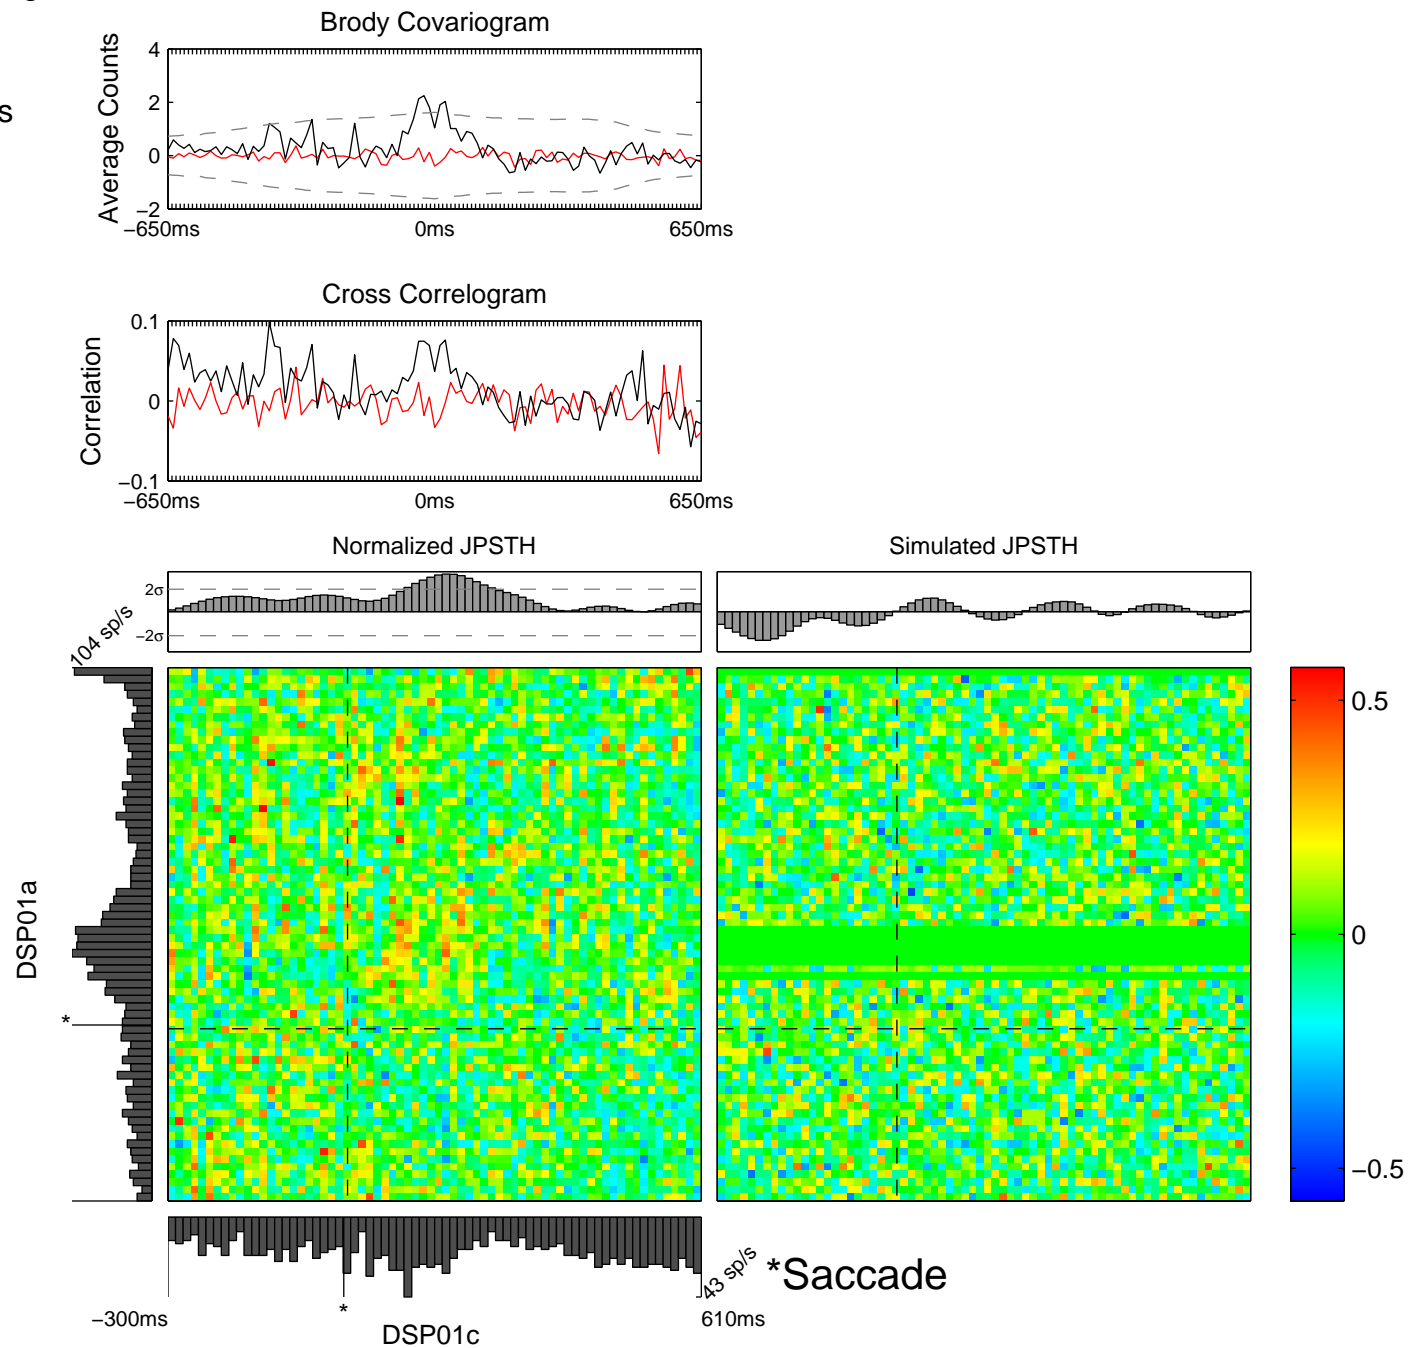 Brody Covariogram
Average Counts
4
2
0
−2
−650ms
0ms
650ms
s
Cross Correlogram
Correlation
0.1
0
−0.1
−650ms
0ms
650ms
Normalized JPSTH
Simulated JPSTH
2σ
−2σ
104 sp/s
DSP01a
*
0.5
0
−0.5
43 sp/s
*Saccade
*
−300ms
610ms
DSP01c